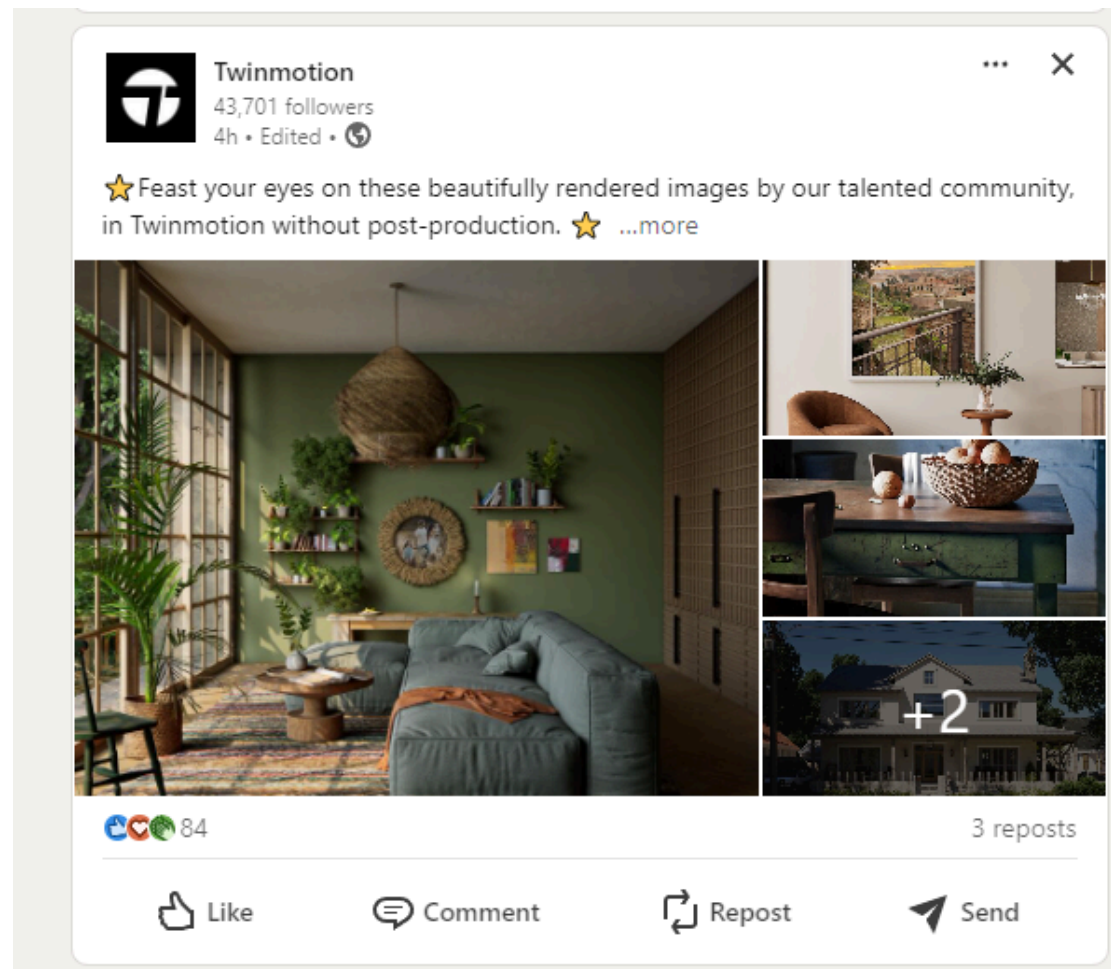 Twinmotion
43,701 followers
4h • Edited •
⭐Feast your eyes on these beautifully rendered images by our talented community,
in Twinmotion without post-production. ⭐ ...more
+2
84
3 reposts
Like
Comment
Repost
Send